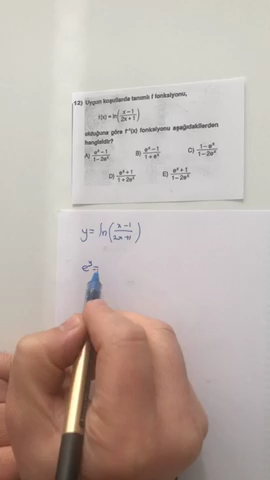 12) Uygun koşullarda tanımlı f fonksiyonu,
f(x) = ln((x-1)/(2x+1))
olduğuna göre f⁻¹(x) fonksiyonu aşağıdakilerden
hangisidir?
A) (eˣ-1)/(1-2eˣ) B) (eˣ-1)/(1+eˣ) C) (1-eˣ)/(1-2eˣ)
D) (eˣ+1)/(1+2eˣ) E) (eˣ+1)/(1-2eˣ)
y = ln((x-1)/(2x+1))
eʸ =